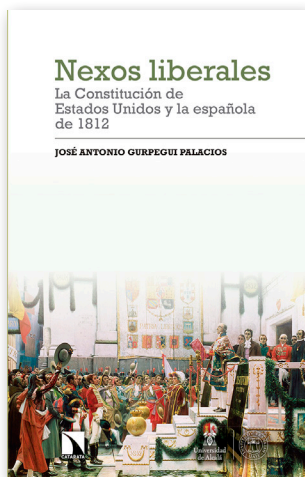 Nexos liberales
La Constitución de
Estados Unidos y la española
de 1812
JOSÉ ANTONIO GURPEGUI PALACIOS
CATARATA
Universidad
de Alcalá